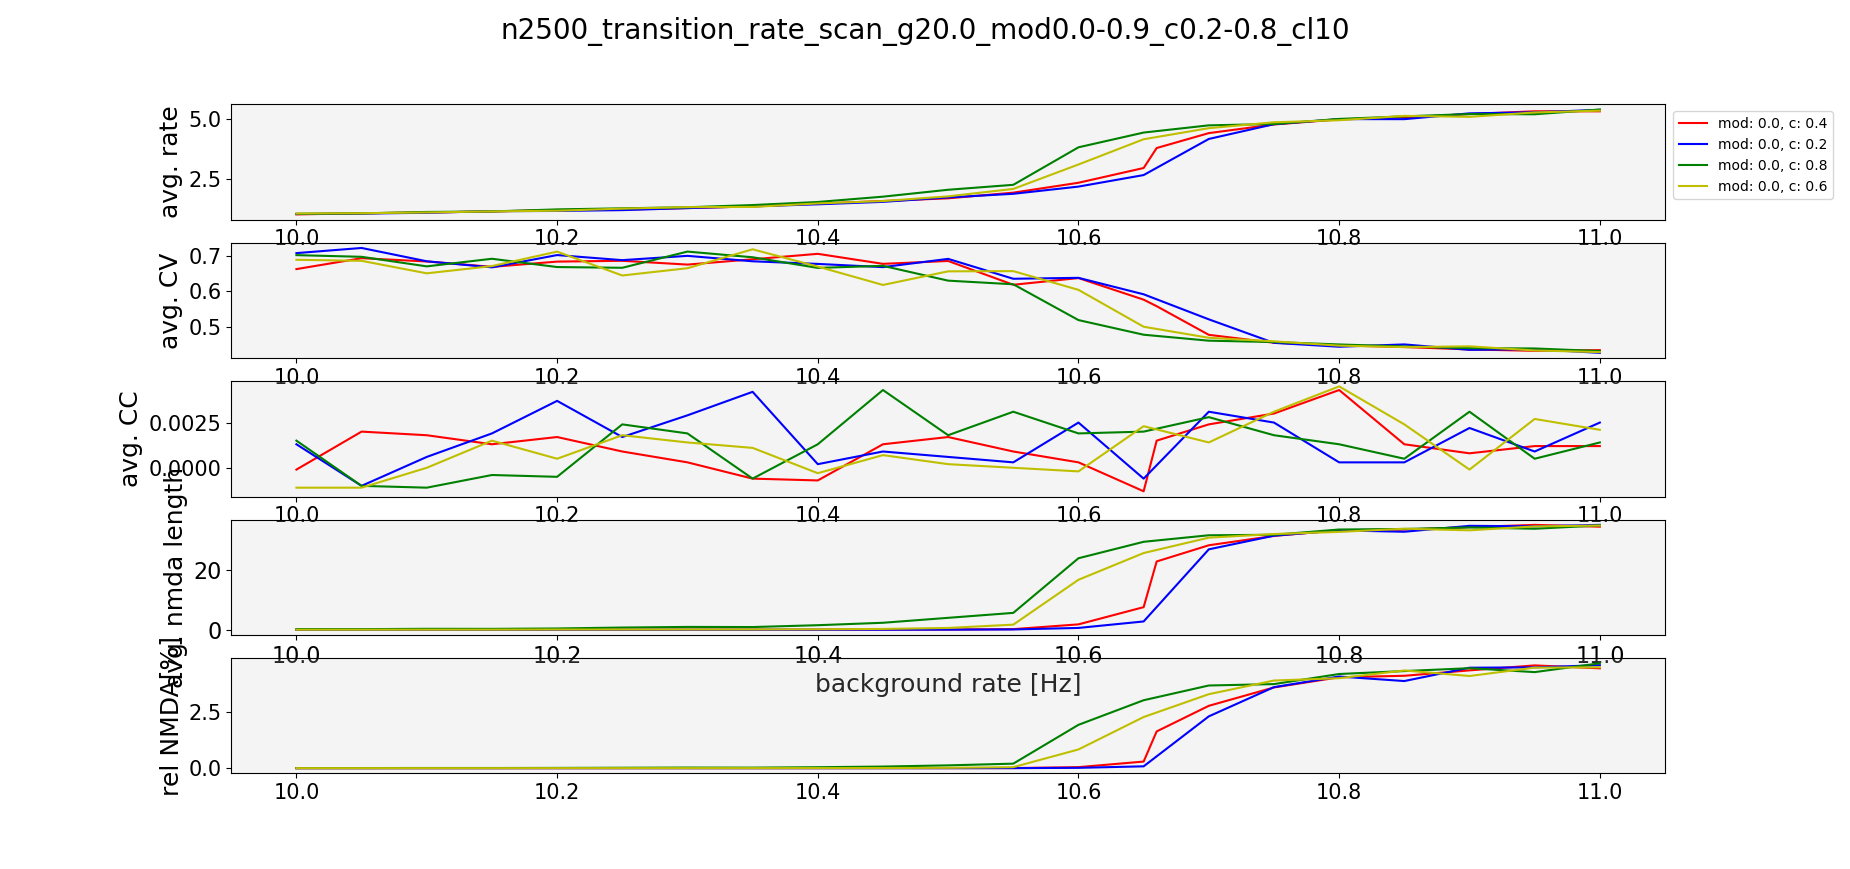 n2500_transition_rate_scan_g20.0_mod0.0-0.9_c0.2-0.8_cl10
avg. rate
5.0
2.5
10.0 10.2 10.4 10.6 10.8 11.0
mod: 0.0, c: 0.4
mod: 0.0, c: 0.2
mod: 0.0, c: 0.8
mod: 0.0, c: 0.6
avg. CV
0.7
0.6
0.5
10.0 10.2 10.4 10.6 10.8 11.0
avg. CC
0.0025
0.0000
10.0 10.2 10.4 10.6 10.8 11.0
avg nmda length
20
0
10.0 10.2 10.4 10.6 10.8 11.0
background rate [Hz]
rel NMDA[%]
2.5
0.0
10.0 10.2 10.4 10.6 10.8 11.0